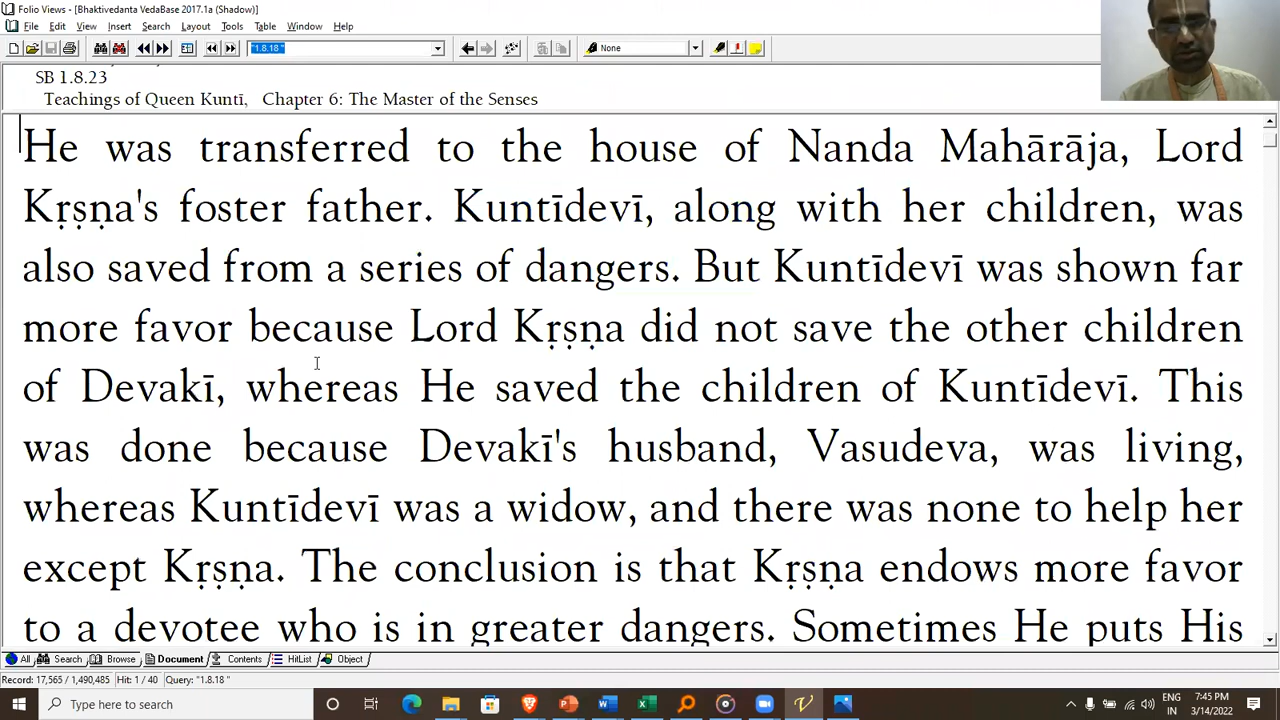 Folio Views - [Bhaktivedanta VedaBase 2017.1a (Shadow)]
File Edit View Insert Search Layout Tools Table Window Help
"1.8.18" None
SB 1.8.23
Teachings of Queen Kuntī, Chapter 6: The Master of the Senses
He was transferred to the house of Nanda Mahārāja, Lord
Kṛṣṇa's foster father. Kuntīdevī, along with her children, was
also saved from a series of dangers. But Kuntīdevī was shown far
more favor because Lord Kṛṣṇa did not save the other children
of Devakī, whereas He saved the children of Kuntīdevī. This
was done because Devakī's husband, Vasudeva, was living,
whereas Kuntīdevī was a widow, and there was none to help her
except Kṛṣṇa. The conclusion is that Kṛṣṇa endows more favor
to a devotee who is in greater dangers. Sometimes He puts His
All Search Browse Document Contents HitList Object
Record: 17,565 / 1,490,485 Hit: 1 / 40 Query: "1.8.18 "
Type here to search ENG 7:45 PM
IN 3/14/2022